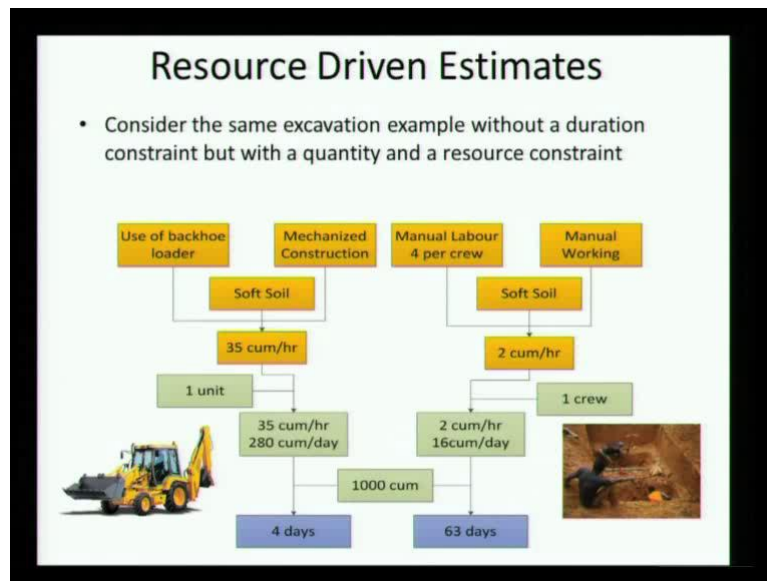 Resource Driven Estimates
• Consider the same excavation example without a duration
constraint but with a quantity and a resource constraint
Use of backhoe
loader
Mechanized
Construction
Manual Labour
4 per crew
Manual
Working
Soft Soil
Soft Soil
35 cum/hr
2 cum/hr
1 unit
1 crew
35 cum/hr
280 cum/day
2 cum/hr
16cum/day
1000 cum
4 days
63 days